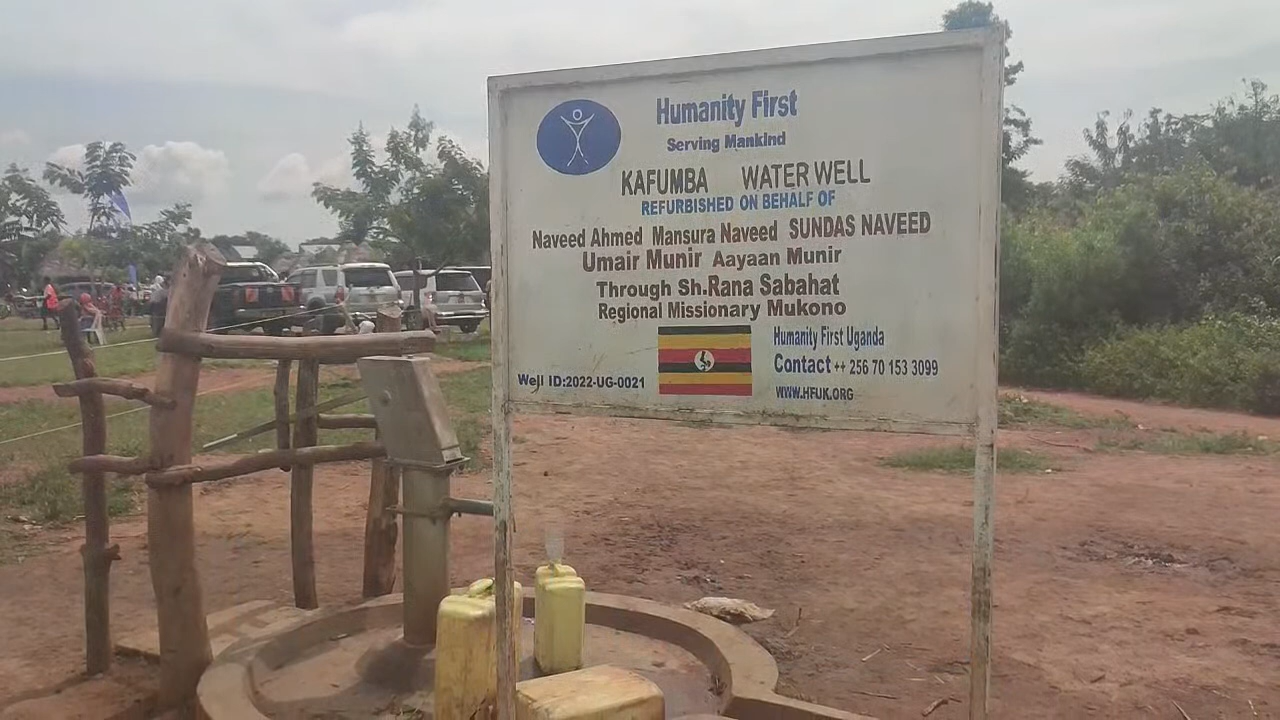 Humanity First
Serving Mankind
KAFUMBA WATER WELL
REFURBISHED ON BEHALF OF
Naveed Ahmed Mansura Naveed SUNDAS NAVEED
Umair Munir Aayaan Munir
Through Sh.Rana Sabahat
Regional Missionary Mukono
Well ID:2022-UG-0021
Humanity First Uganda
Contact ++ 256 70 153 3099
WWW.HFUK.ORG